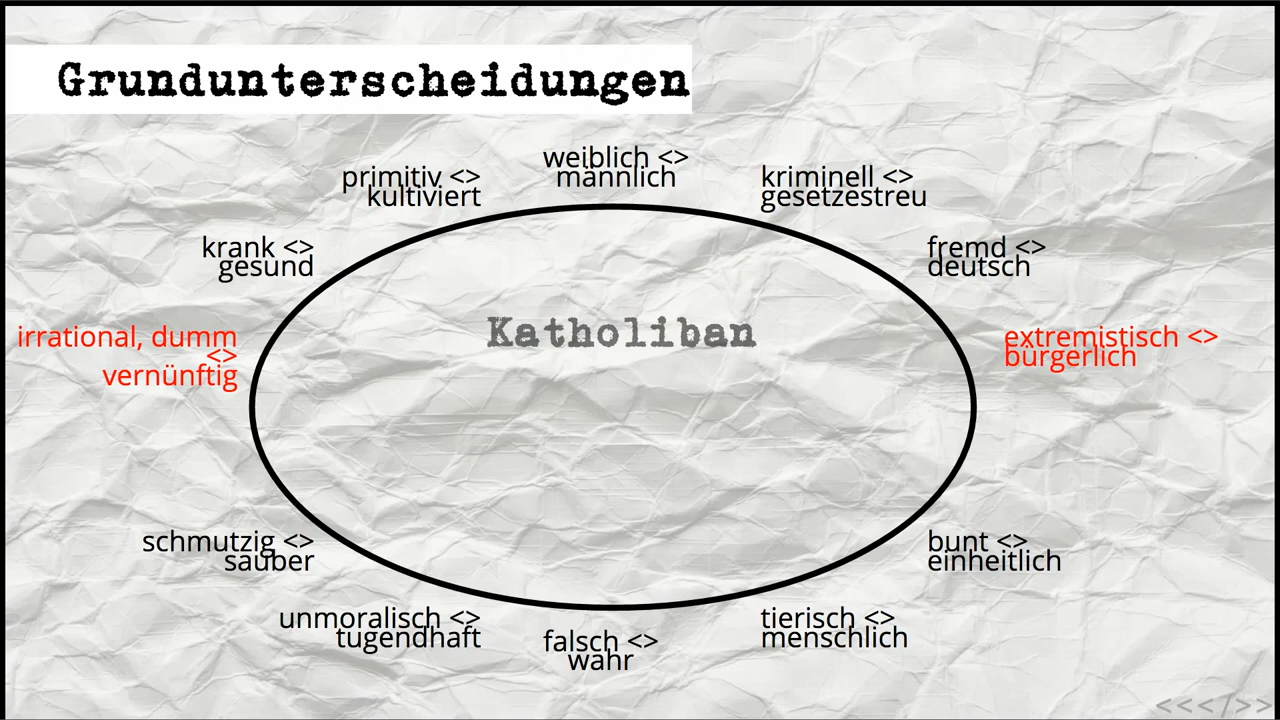 Grundunterscheidungen
weiblich <>
männlich
primitiv <>
kultiviert
kriminell <>
gesetzestreu
krank <>
gesund
fremd <>
deutsch
irrational, dumm
<>
vernünftig
Katholiban
extremistisch <>
bürgerlich
schmutzig <>
sauber
bunt <>
einheitlich
unmoralisch <>
tugendhaft
falsch <>
wahr
tierisch <>
menschlich
<<</>>